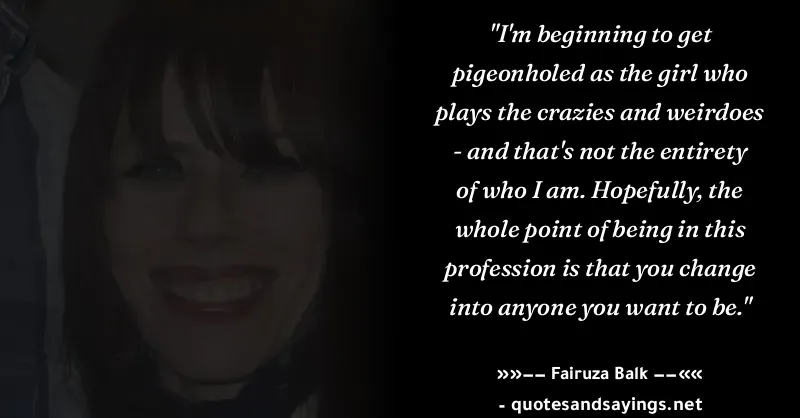 "I'm beginning to get
pigeonholed as the girl who
plays the crazies and weirdoes
- and that's not the entirety
of who I am. Hopefully, the
whole point of being in this
profession is that you change
into anyone you want to be."
»»−− Fairuza Balk −−««
- quotesandsayings.net